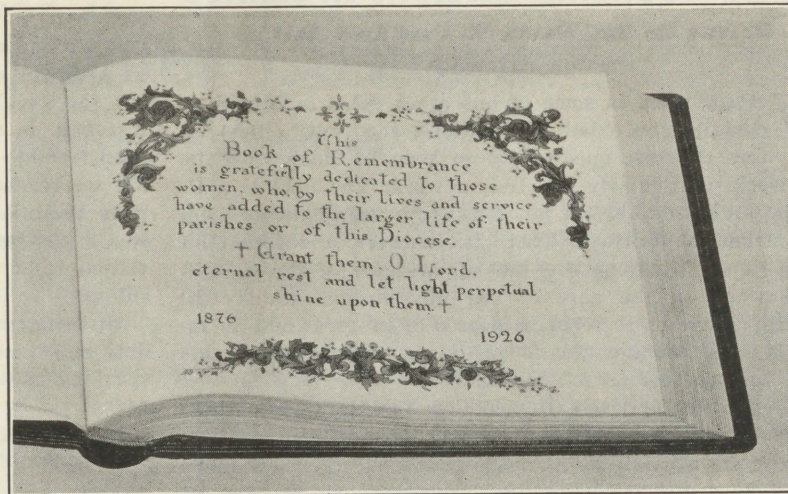 This
Book of Remembrance
is gratefully dedicated to those
women, who, by their lives and service
have added to the larger life of their
parishes or of this Diocese.
✝ Grant them, O Lord,
eternal rest and let light perpetual
shine upon them. ✝
1876
1926